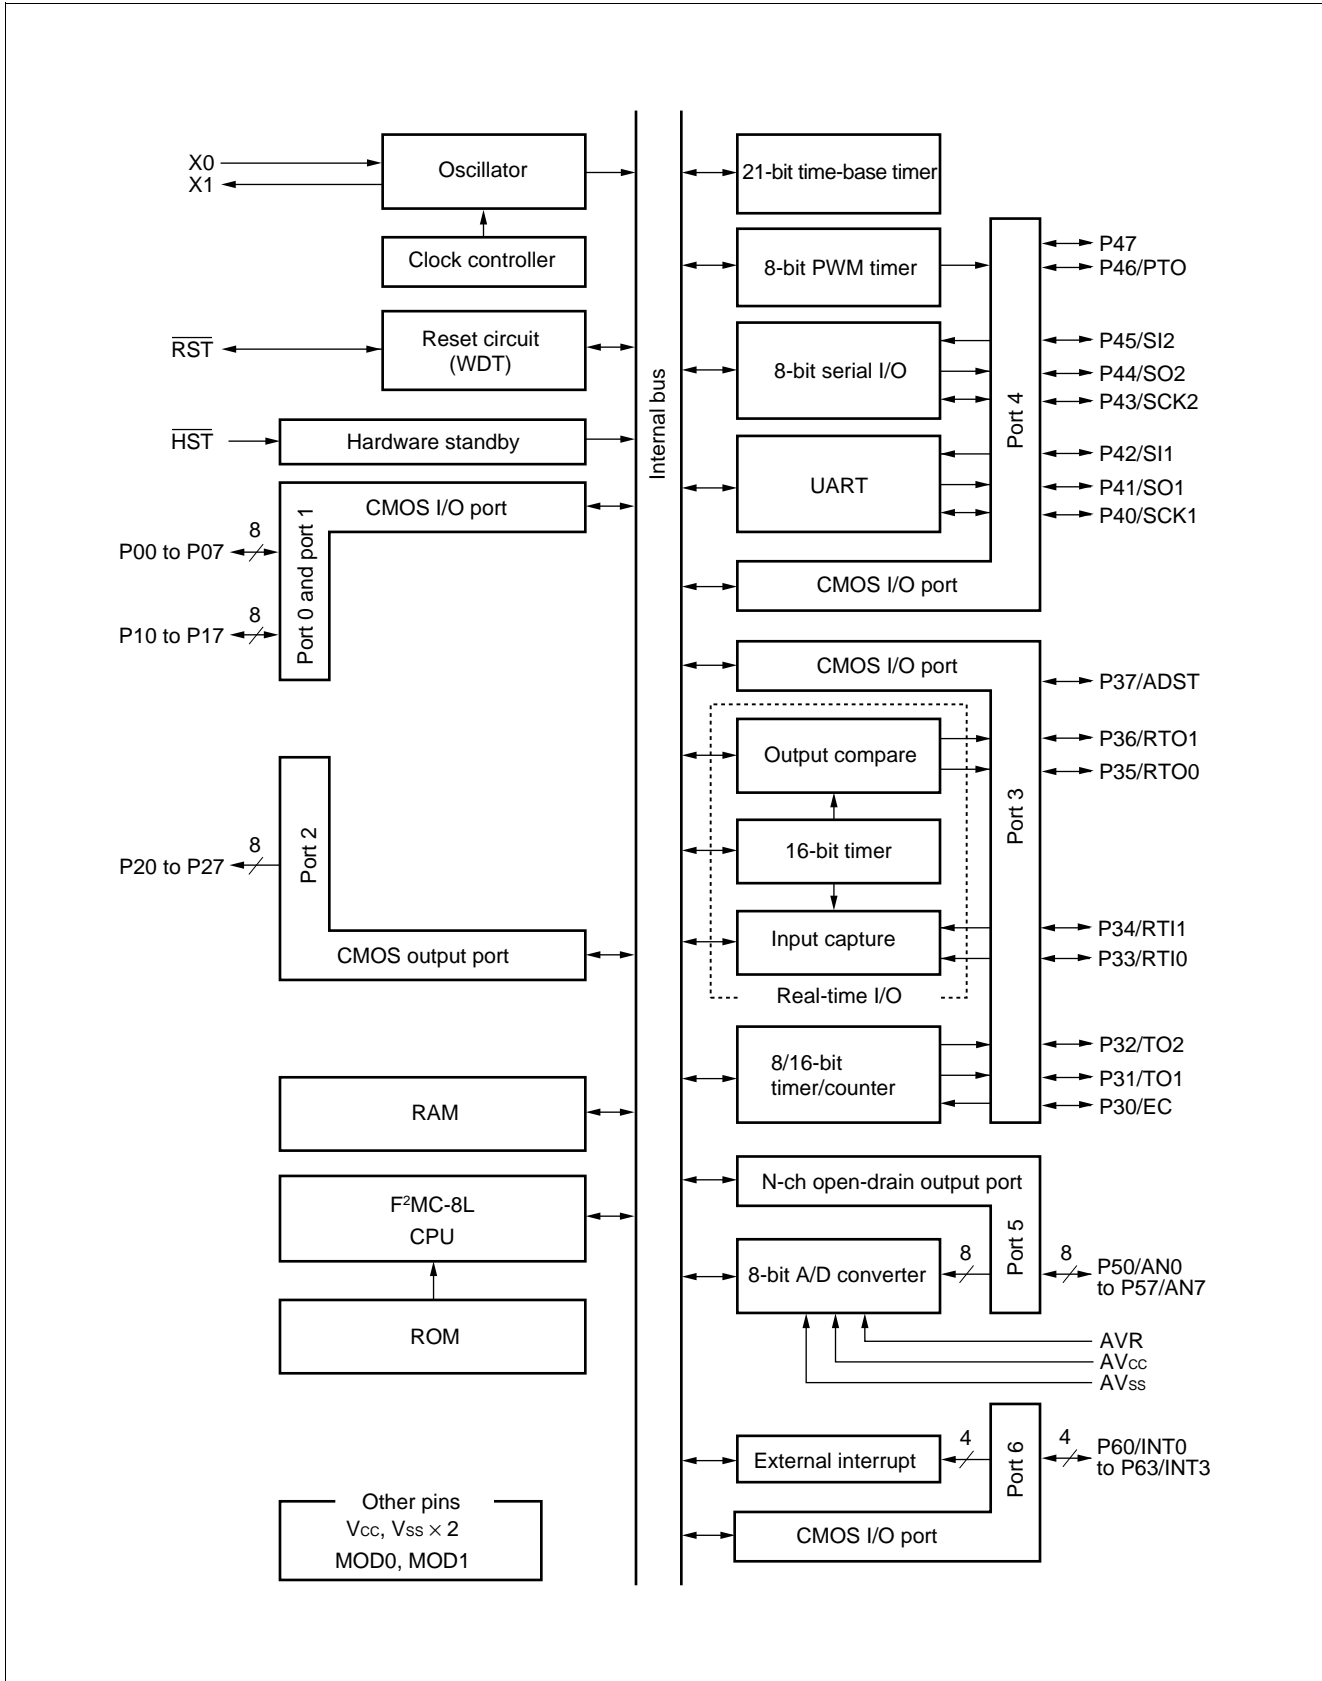 X0
X1
Oscillator
Clock controller
RST
Reset circuit
(WDT)
HST
Hardware standby
CMOS I/O port
Port 0 and port 1
P00 to P07
8
P10 to P17
8
Port 2
P20 to P27
8
CMOS output port
RAM
F²MC-8L
CPU
ROM
Other pins
VCC, VSS × 2
MOD0, MOD1
Internal bus
21-bit time-base timer
8-bit PWM timer
8-bit serial I/O
UART
CMOS I/O port
Port 4
P47
P46/PTO
P45/SI2
P44/SO2
P43/SCK2
P42/SI1
P41/SO1
P40/SCK1
CMOS I/O port
Output compare
16-bit timer
Input capture
Real-time I/O
8/16-bit
timer/counter
Port 3
P37/ADST
P36/RTO1
P35/RTO0
P34/RTI1
P33/RTI0
P32/TO2
P31/TO1
P30/EC
N-ch open-drain output port
8-bit A/D converter
8
Port 5
8
P50/AN0
to P57/AN7
AVR
AVCC
AVSS
External interrupt
4
Port 6
4
P60/INT0
to P63/INT3
CMOS I/O port